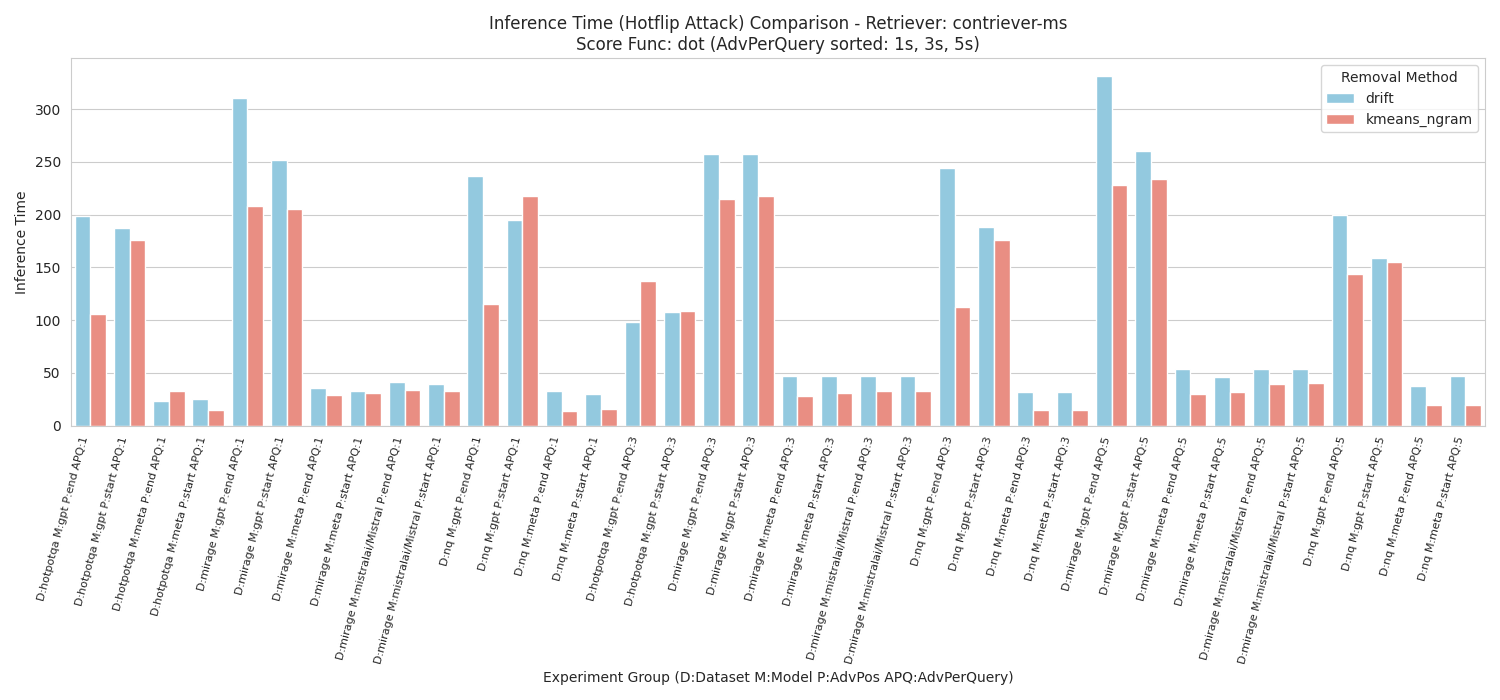 Inference Time (Hotflip Attack) Comparison - Retriever: contriever-ms
Score Func: dot (AdvPerQuery sorted: 1s, 3s, 5s)
Removal Method
drift
kmeans_ngram
Inference Time
300
250
200
150
100
50
0
D:hotpotqa M:gpt P:end APQ:1
D:hotpotqa M:gpt P:start APQ:1
D:hotpotqa M:meta P:end APQ:1
D:hotpotqa M:meta P:start APQ:1
D:mirage M:gpt P:end APQ:1
D:mirage M:gpt P:start APQ:1
D:mirage M:meta P:end APQ:1
D:mirage M:meta P:start APQ:1
D:mirage M:mistralai/Mistral P:end APQ:1
D:mirage M:mistralai/Mistral P:start APQ:1
D:nq M:gpt P:end APQ:1
D:nq M:gpt P:start APQ:1
D:nq M:meta P:end APQ:1
D:nq M:meta P:start APQ:1
D:hotpotqa M:gpt P:end APQ:3
D:hotpotqa M:gpt P:start APQ:3
D:mirage M:gpt P:end APQ:3
D:mirage M:gpt P:start APQ:3
D:mirage M:meta P:end APQ:3
D:mirage M:meta P:start APQ:3
D:mirage M:mistralai/Mistral P:end APQ:3
D:mirage M:mistralai/Mistral P:start APQ:3
D:nq M:gpt P:end APQ:3
D:nq M:gpt P:start APQ:3
D:nq M:meta P:end APQ:3
D:nq M:meta P:start APQ:3
D:mirage M:gpt P:end APQ:5
D:mirage M:gpt P:start APQ:5
D:mirage M:meta P:end APQ:5
D:mirage M:meta P:start APQ:5
D:mirage M:mistralai/Mistral P:end APQ:5
D:mirage M:mistralai/Mistral P:start APQ:5
D:nq M:gpt P:end APQ:5
D:nq M:gpt P:start APQ:5
D:nq M:meta P:end APQ:5
D:nq M:meta P:start APQ:5
Experiment Group (D:Dataset M:Model P:AdvPos APQ:AdvPerQuery)